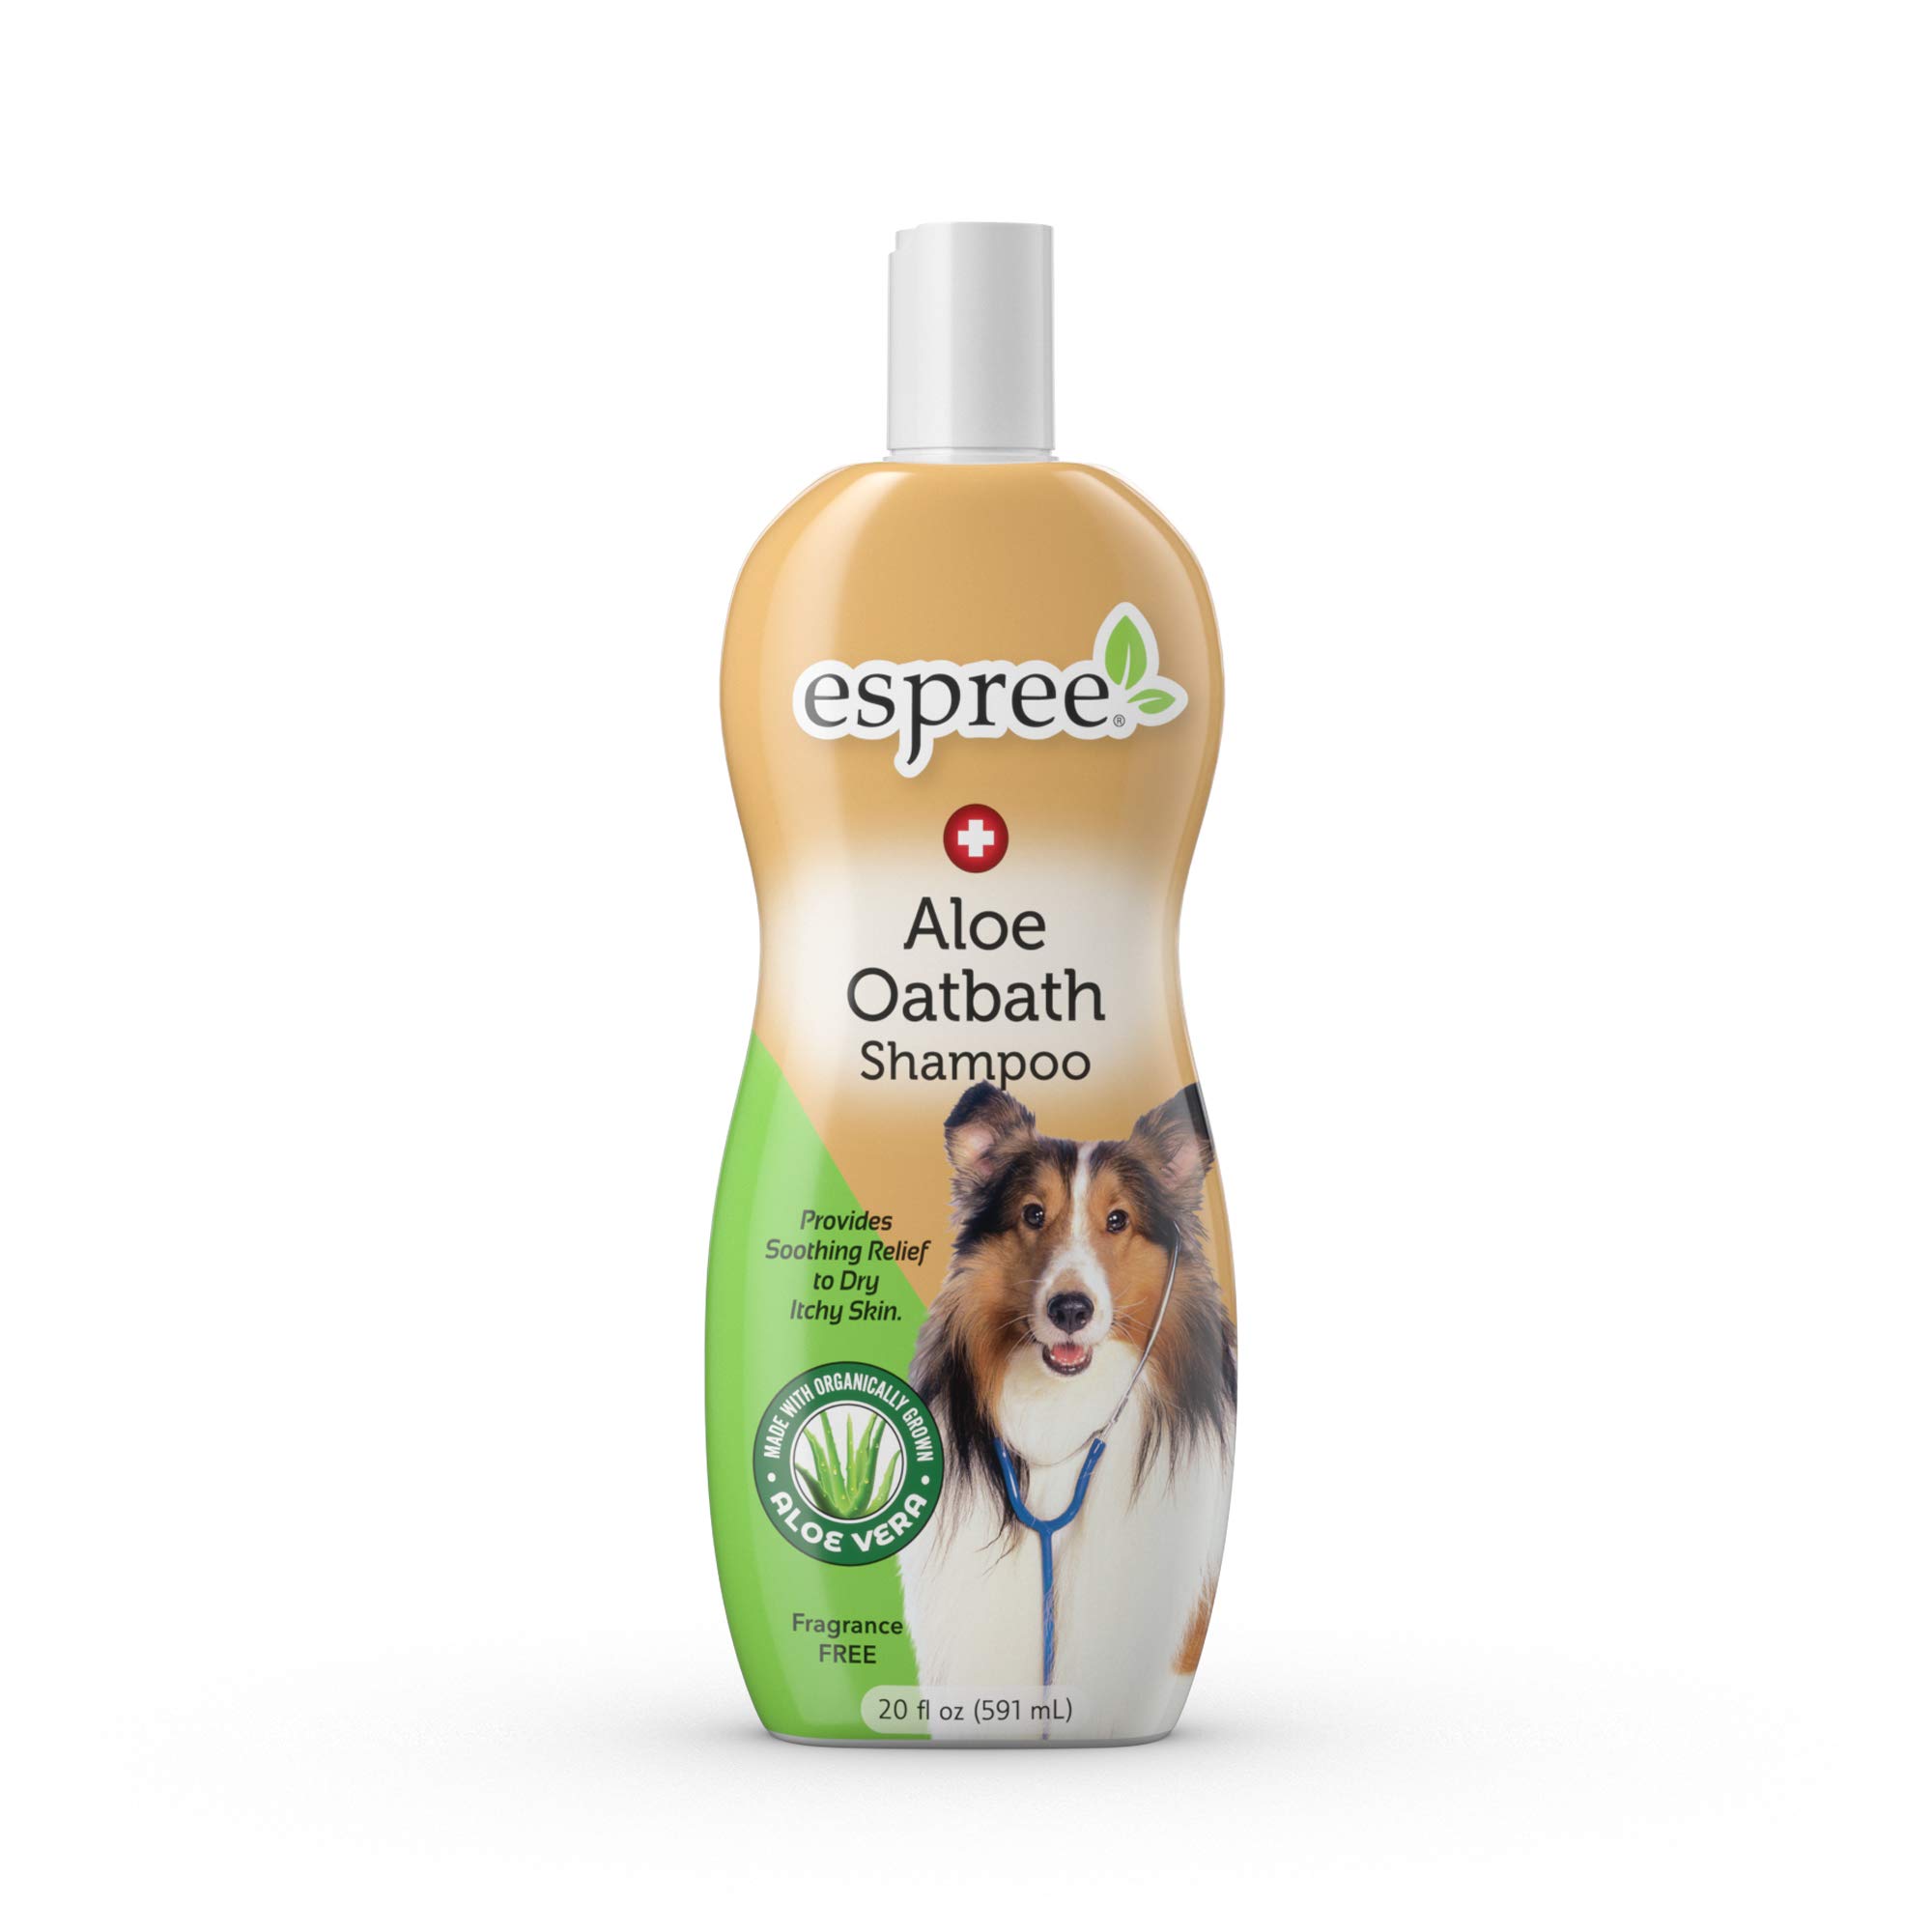 espree®
Aloe
Oatbath
Shampoo
Provides
Soothing Relief
to Dry
Itchy Skin.
MADE WITH ORGANICALLY GROWN
• ALOE VERA •
Fragrance
FREE
20 fl oz (591 mL)